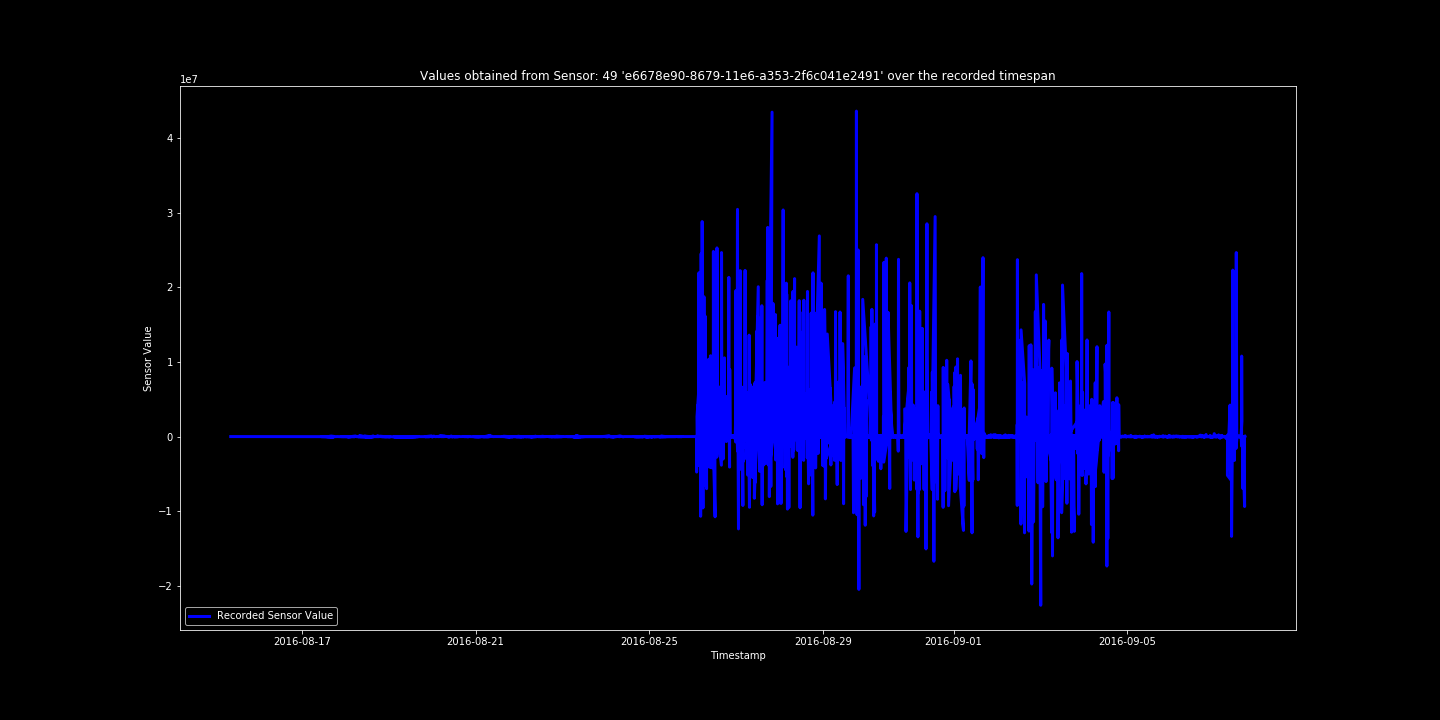 Values obtained from Sensor: 49 'e6678e90-8679-11e6-a353-2f6c041e2491' over the recorded timespan
1e7
4
3
2
1
0
−1
−2
Sensor Value
Recorded Sensor Value
2016-08-17 2016-08-21 2016-08-25 2016-08-29 2016-09-01 2016-09-05
Timestamp